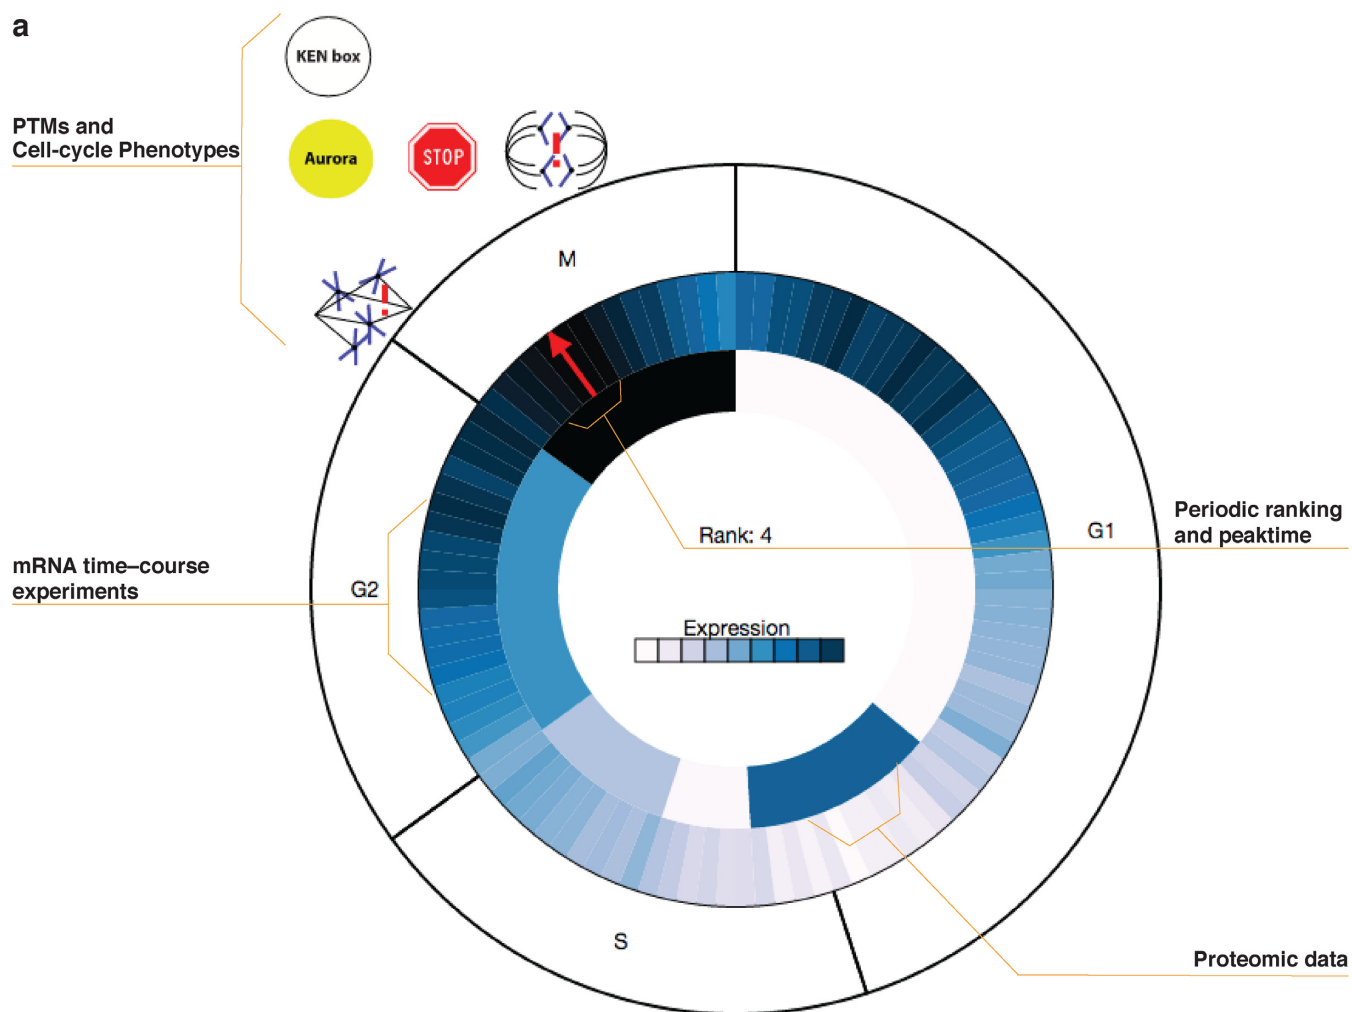 a
KEN box
PTMs and
Cell-cycle Phenotypes
Aurora
STOP
M
Rank: 4
Periodic ranking
and peaktime
G1
mRNA time–course
experiments
G2
Expression
S
Proteomic data